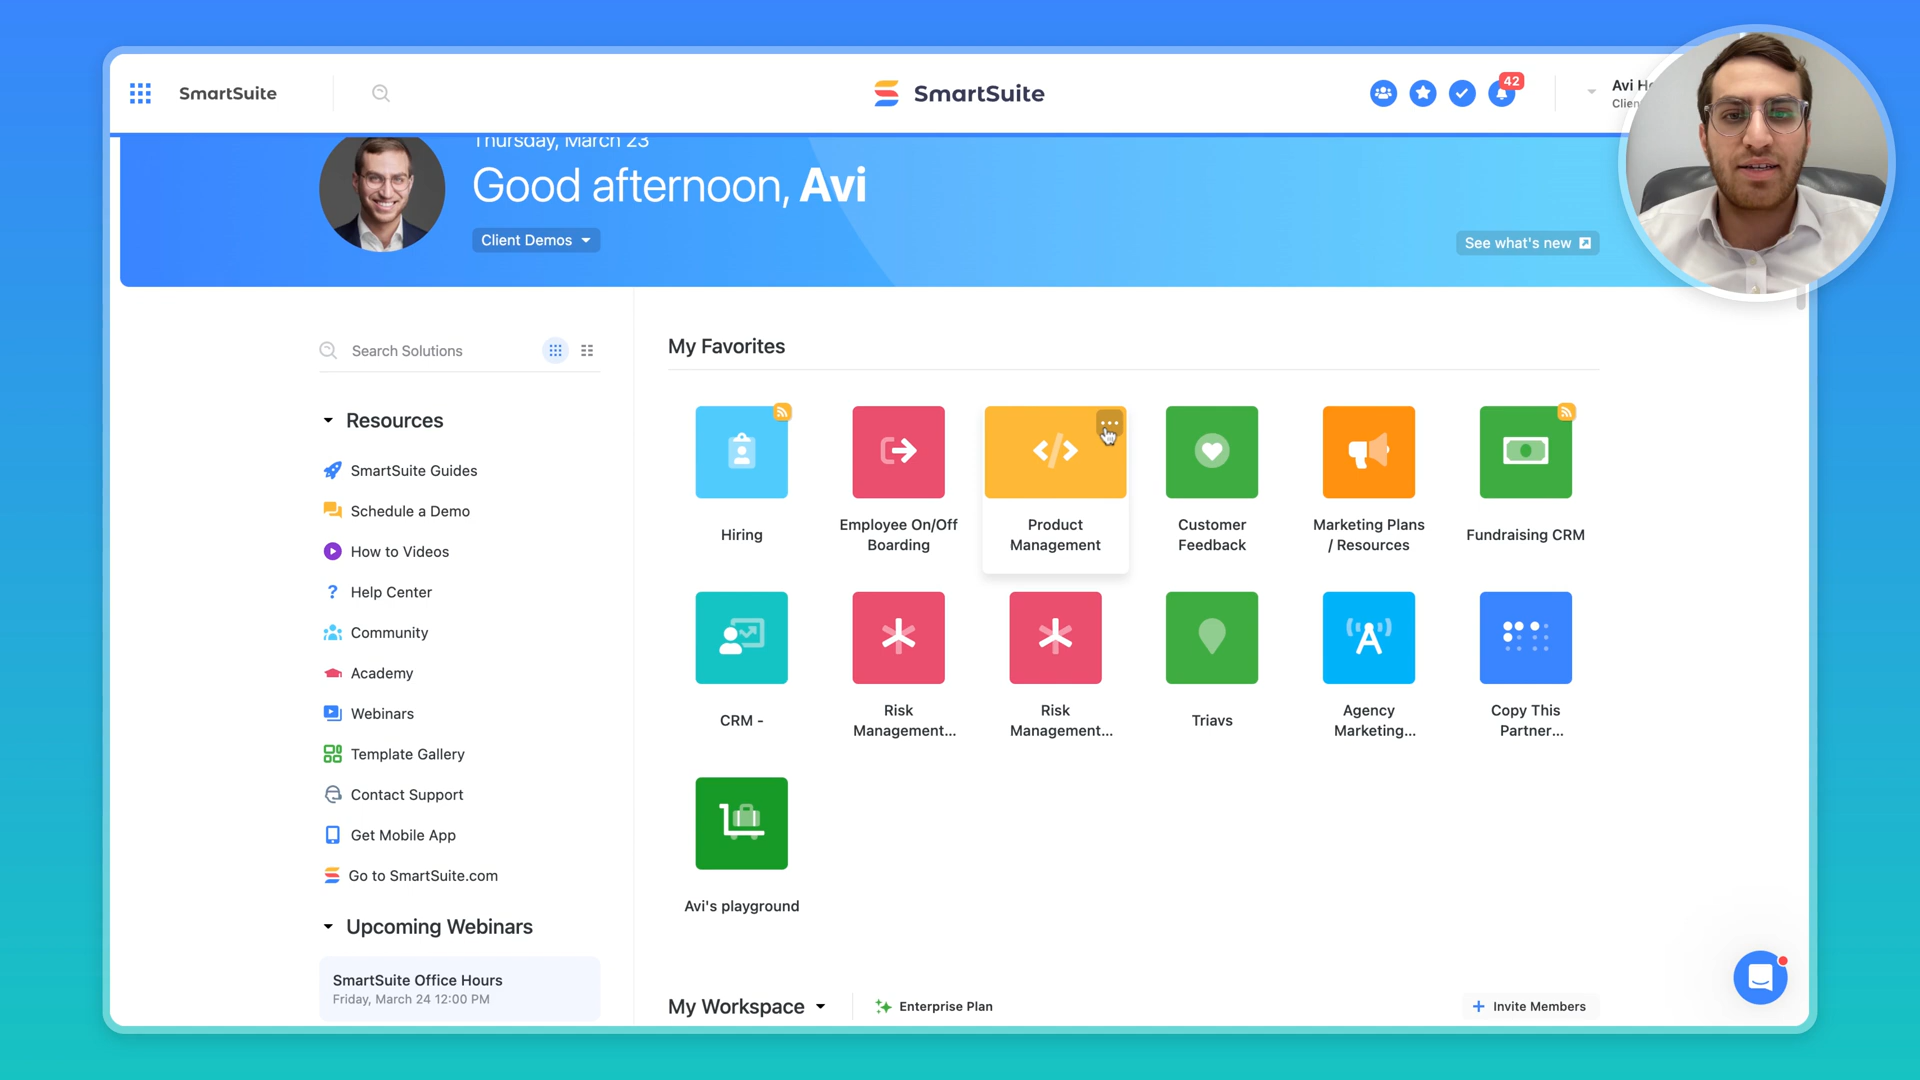 SmartSuite
SmartSuite
42
Avi
Thursday, March 23
Good afternoon, Avi
Client Demos
See what's new
Search Solutions
Resources
SmartSuite Guides
Schedule a Demo
How to Videos
Help Center
Community
Academy
Webinars
Template Gallery
Contact Support
Get Mobile App
Go to SmartSuite.com
Upcoming Webinars
SmartSuite Office Hours
Friday, March 24 12:00 PM
My Favorites
Hiring
Employee On/Off
Boarding
Product
Management
Customer
Feedback
Marketing Plans
/ Resources
Fundraising CRM
CRM -
Risk
Management...
Risk
Management...
Triavs
Agency
Marketing...
Copy This
Partner...
Avi's playground
My Workspace
Enterprise Plan
+ Invite Members